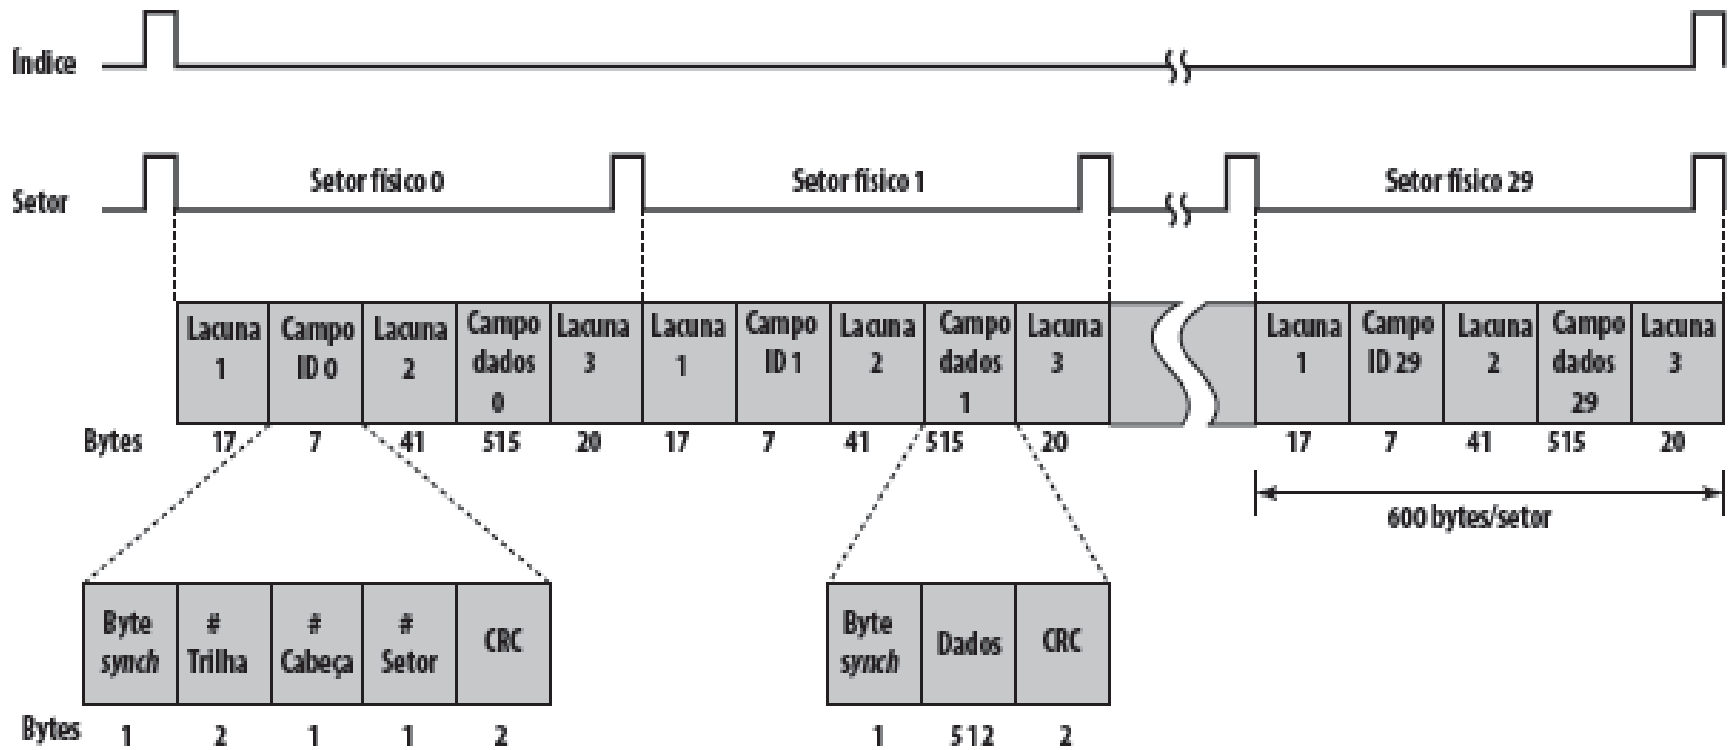 Índice
Setor
Setor físico 0
Setor físico 1
Setor físico 29
Lacuna 1
Campo ID 0
Lacuna 2
Campo dados 0
Lacuna 3
Lacuna 1
Campo ID 1
Lacuna 2
Campo dados 1
Lacuna 3
Lacuna 1
Campo ID 29
Lacuna 2
Campo dados 29
Lacuna 3
Bytes 17 7 41 515 20 17 7 41 515 20 17 7 41 515 20
600 bytes/setor
Byte synch
# Trilha
# Cabeça
# Setor
CRC
Byte synch
Dados
CRC
Bytes 1 2 1 1 2 1 512 2